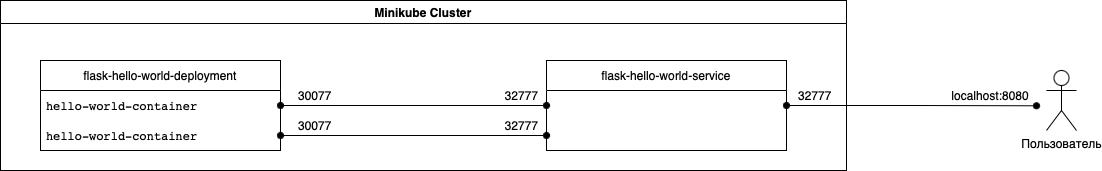 Minikube Cluster
flask-hello-world-deployment
flask-hello-world-service
hello-world-container
30077
32777
32777
localhost:8080
hello-world-container
30077
32777
Пользователь